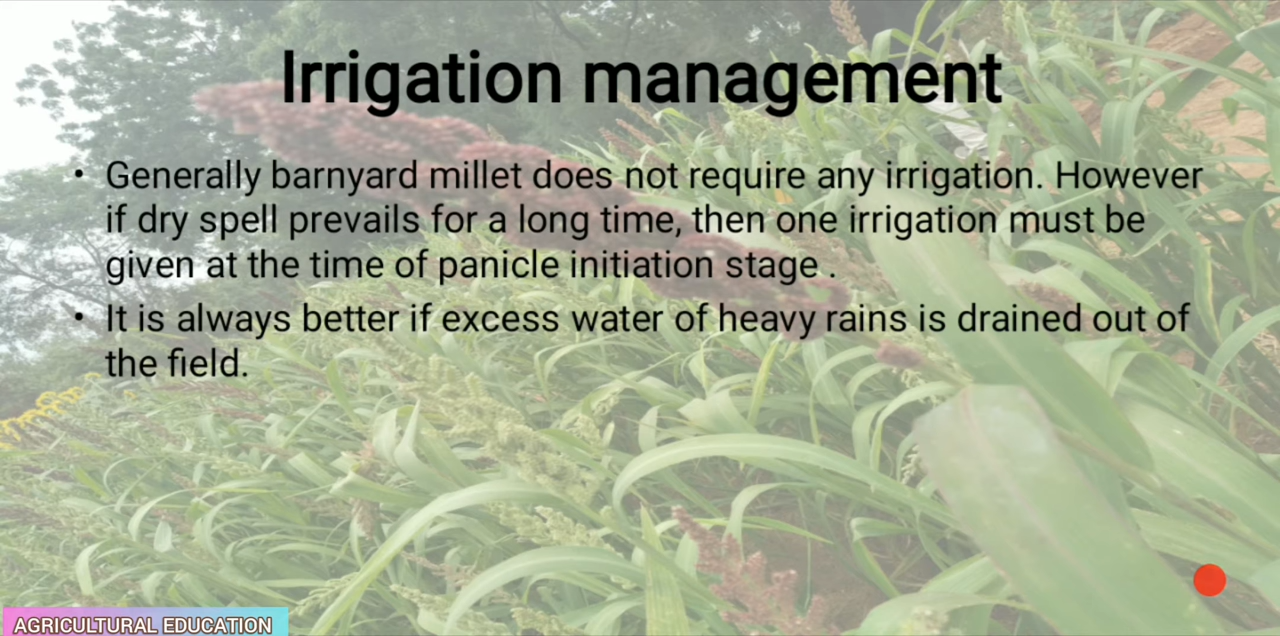 Irrigation management
• Generally barnyard millet does not require any irrigation. However
if dry spell prevails for a long time, then one irrigation must be
given at the time of panicle initiation stage .
• It is always better if excess water of heavy rains is drained out of
the field.
AGRICULTURAL EDUCATION